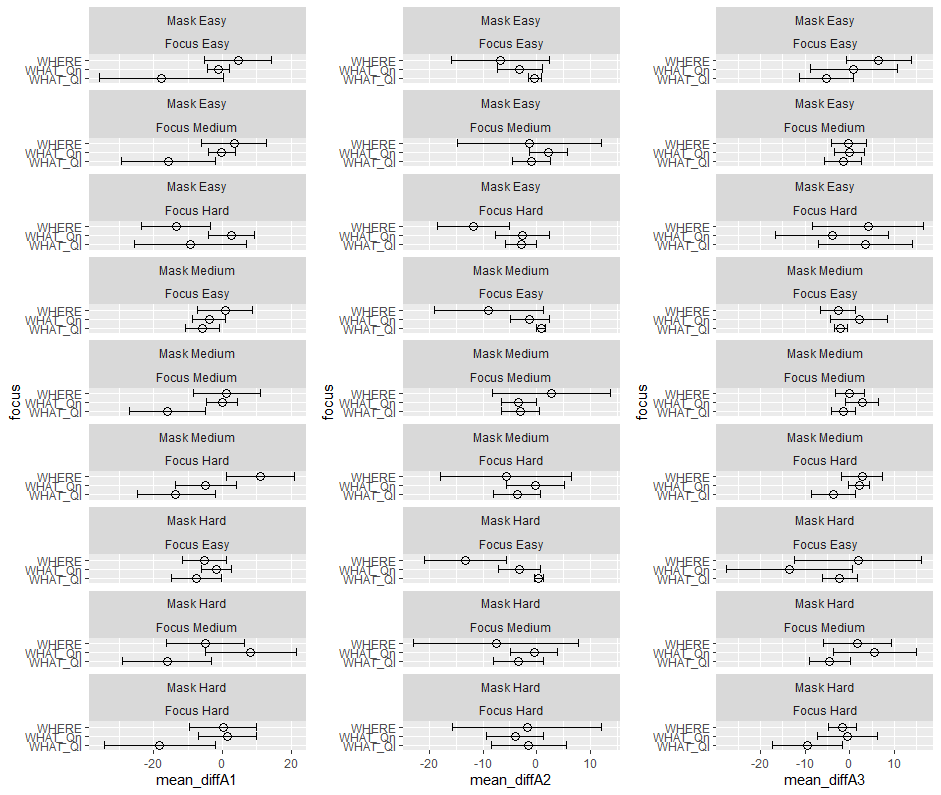 Mask Easy
Focus Easy
WHERE
WHAT_Qn
WHAT_Ql
Mask Easy
Focus Medium
WHERE
WHAT_Qn
WHAT_Ql
Mask Easy
Focus Hard
WHERE
WHAT_Qn
WHAT_Ql
Mask Medium
Focus Easy
WHERE
WHAT_Qn
WHAT_Ql
Mask Medium
Focus Medium
WHERE
WHAT_Qn
WHAT_Ql
Mask Medium
Focus Hard
WHERE
WHAT_Qn
WHAT_Ql
Mask Hard
Focus Easy
WHERE
WHAT_Qn
WHAT_Ql
Mask Hard
Focus Medium
WHERE
WHAT_Qn
WHAT_Ql
Mask Hard
Focus Hard
WHERE
WHAT_Qn
WHAT_Ql
focus
-20 0 20
mean_diffA1
Mask Easy
Focus Easy
WHERE
WHAT_Qn
WHAT_Ql
Mask Easy
Focus Medium
WHERE
WHAT_Qn
WHAT_Ql
Mask Easy
Focus Hard
WHERE
WHAT_Qn
WHAT_Ql
Mask Medium
Focus Easy
WHERE
WHAT_Qn
WHAT_Ql
Mask Medium
Focus Medium
WHERE
WHAT_Qn
WHAT_Ql
Mask Medium
Focus Hard
WHERE
WHAT_Qn
WHAT_Ql
Mask Hard
Focus Easy
WHERE
WHAT_Qn
WHAT_Ql
Mask Hard
Focus Medium
WHERE
WHAT_Qn
WHAT_Ql
Mask Hard
Focus Hard
WHERE
WHAT_Qn
WHAT_Ql
focus
-20 -10 0 10
mean_diffA2
Mask Easy
Focus Easy
WHERE
WHAT_Qn
WHAT_Ql
Mask Easy
Focus Medium
WHERE
WHAT_Qn
WHAT_Ql
Mask Easy
Focus Hard
WHERE
WHAT_Qn
WHAT_Ql
Mask Medium
Focus Easy
WHERE
WHAT_Qn
WHAT_Ql
Mask Medium
Focus Medium
WHERE
WHAT_Qn
WHAT_Ql
Mask Medium
Focus Hard
WHERE
WHAT_Qn
WHAT_Ql
Mask Hard
Focus Easy
WHERE
WHAT_Qn
WHAT_Ql
Mask Hard
Focus Medium
WHERE
WHAT_Qn
WHAT_Ql
Mask Hard
Focus Hard
WHERE
WHAT_Qn
WHAT_Ql
focus
-20 -10 0 10
mean_diffA3